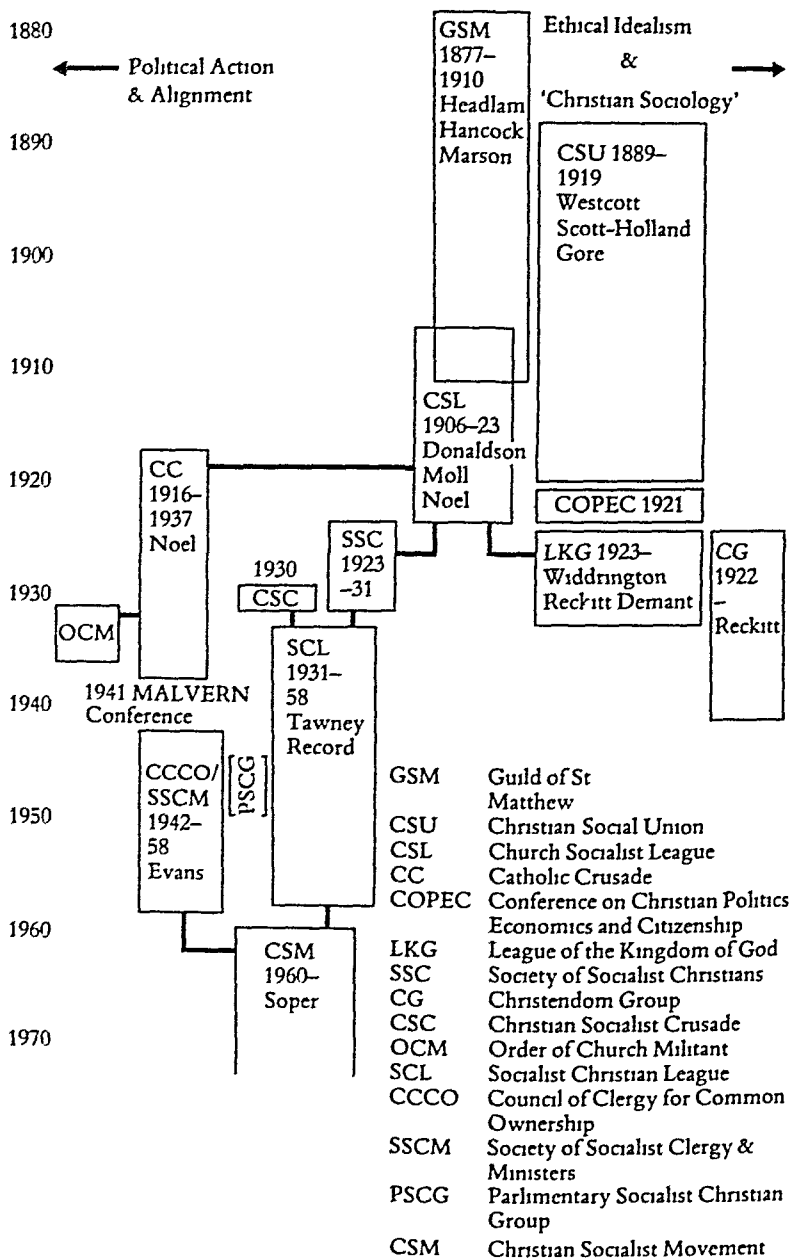 1880
Political Action
& Alignment
GSM
1877–
1910
Headlam
Hancock
Marson
Ethical Idealism
&
'Christian Sociology'
1890
CSU 1889–
1919
Westcott
Scott-Holland
Gore
1900
1910
CSL
1906–23
Donaldson
Moll
Noel
1920
CC
1916–
1937
Noel
COPEC 1921
SSC
1923
–31
LKG 1923–
Widdrington
Reckitt Demant
CG
1922
–
Reckitt
1930
1930
CSC
OCM
SCL
1931–
58
Tawney
Record
1940
1941 MALVERN
Conference
CCCO/
SSCM
1942–
58
Evans
PSCG
1950
1960
CSM
1960–
Soper
1970
GSM Guild of St
Matthew
CSU Christian Social Union
CSL Church Socialist League
CC Catholic Crusade
COPEC Conference on Christian Politics
Economics and Citizenship
LKG League of the Kingdom of God
SSC Society of Socialist Christians
CG Christendom Group
CSC Christian Socialist Crusade
OCM Order of Church Militant
SCL Socialist Christian League
CCCO Council of Clergy for Common
Ownership
SSCM Society of Socialist Clergy &
Ministers
PSCG Parlimentary Socialist Christian
Group
CSM Christian Socialist Movement